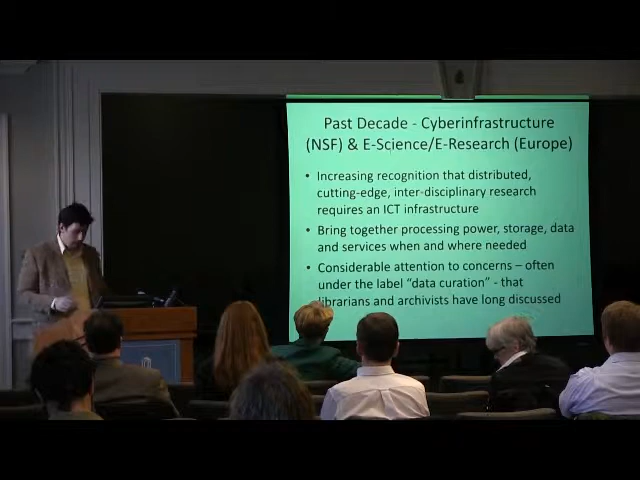 Past Decade - Cyberinfrastructure
(NSF) & E-Science/E-Research (Europe)
• Increasing recognition that distributed,
cutting-edge, inter-disciplinary research
requires an ICT infrastructure
• Bring together processing power, storage, data
and services when and where needed
• Considerable attention to concerns – often
under the label "data curation" - that
librarians and archivists have long discussed